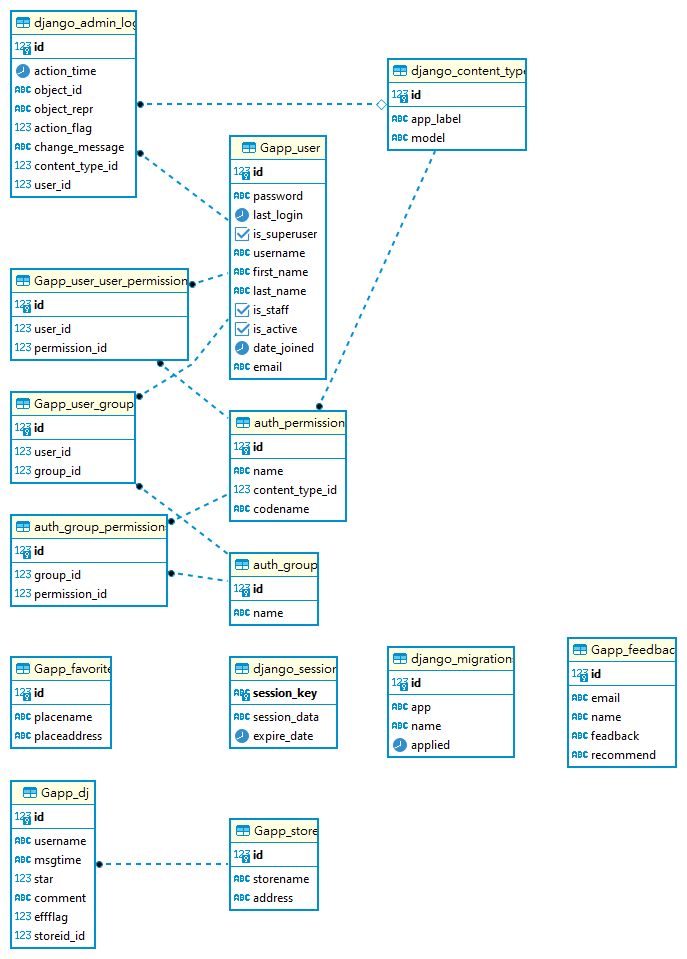 django_admin_log
123 id
action_time
ABC object_id
ABC object_repr
123 action_flag
ABC change_message
123 content_type_id
123 user_id
django_content_type
123 id
ABC app_label
ABC model
Gapp_user
123 id
ABC password
last_login
is_superuser
ABC username
ABC first_name
ABC last_name
is_staff
is_active
date_joined
ABC email
Gapp_user_user_permission
123 id
123 user_id
123 permission_id
Gapp_user_group
123 id
123 user_id
123 group_id
auth_permission
123 id
ABC name
123 content_type_id
ABC codename
auth_group_permissions
123 id
123 group_id
123 permission_id
auth_group
123 id
ABC name
Gapp_favorite
123 id
ABC placename
ABC placeaddress
django_session
ABC session_key
ABC session_data
expire_date
django_migrations
123 id
ABC app
ABC name
applied
Gapp_feedbac
123 id
ABC email
ABC name
ABC feadback
ABC recommend
Gapp_dj
123 id
ABC username
ABC msgtime
123 star
ABC comment
123 effflag
123 storeid_id
Gapp_store
123 id
ABC storename
ABC address